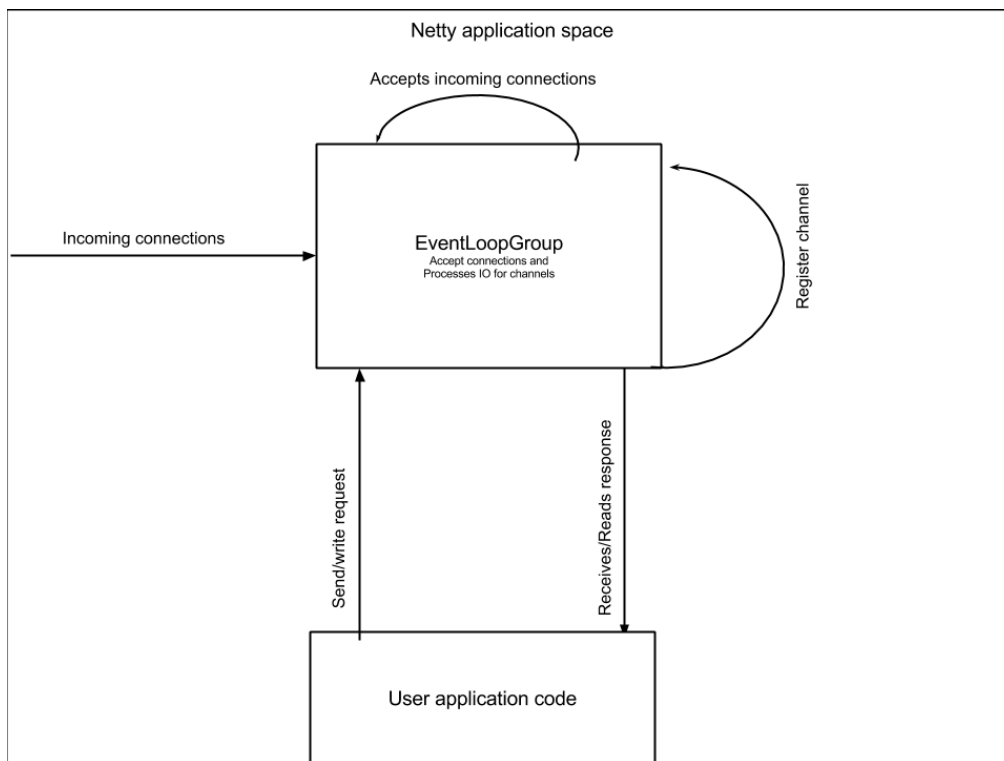 Netty application space
Accepts incoming connections
Incoming connections
EventLoopGroup
Accept connections and
Processes IO for channels
Register channel
Send/write request
Receives/Reads response
User application code